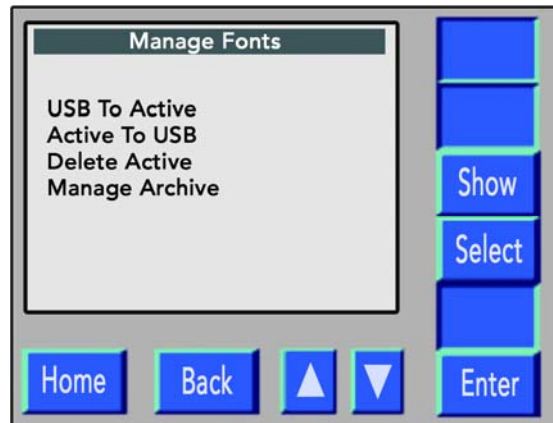 Manage Fonts
USB To Active
Active To USB
Delete Active
Manage Archive
Show
Select
Home
Back
Enter